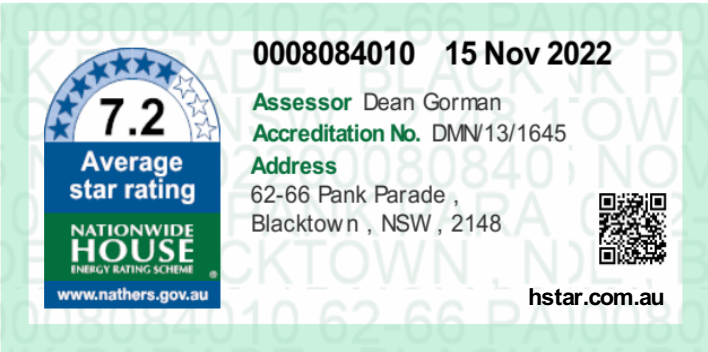 0008084010 15 Nov 2022
7.2
Average
star rating
NATIONWIDE
HOUSE
ENERGY RATING SCHEME ®
www.nathers.gov.au
Assessor Dean Gorman
Accreditation No. DMN/13/1645
Address
62-66 Pank Parade ,
Blacktown , NSW , 2148
hstar.com.au